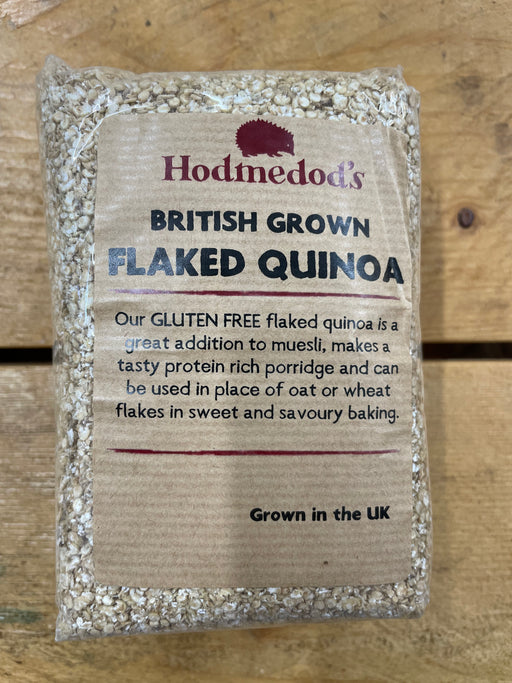 Hodmedod's
BRITISH GROWN
FLAKED QUINOA
Our GLUTEN FREE flaked quinoa is a
great addition to muesli, makes a
tasty protein rich porridge and can
be used in place of oat or wheat
flakes in sweet and savoury baking.
Grown in the UK